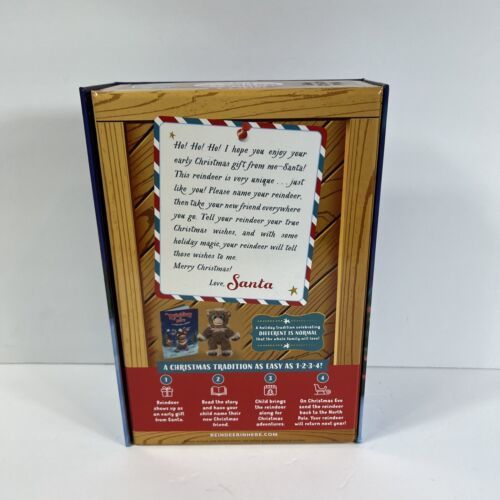 Ho! Ho! Ho! I hope you enjoy your
early Christmas gift from me—Santa!
This reindeer is very unique . . . just
like you! Please name your reindeer,
then take your new friend everywhere
you go. Tell your reindeer your true
Christmas wishes, and with some
holiday magic, your reindeer will tell
those wishes to me.
Merry Christmas!
Love, Santa
A holiday tradition celebrating
DIFFERENT IS NORMAL
that the whole family will love!
A CHRISTMAS TRADITION AS EASY AS 1-2-3-4!
1
Reindeer
shows up as
an early gift
from Santa.
2
Read the story
and have your
child name their
new Christmas
friend.
3
Child brings
the reindeer
along for
Christmas
adventures.
4
On Christmas Eve
send the reindeer
back to the North
Pole. Your reindeer
will return next year!
REINDEERINHERE.COM